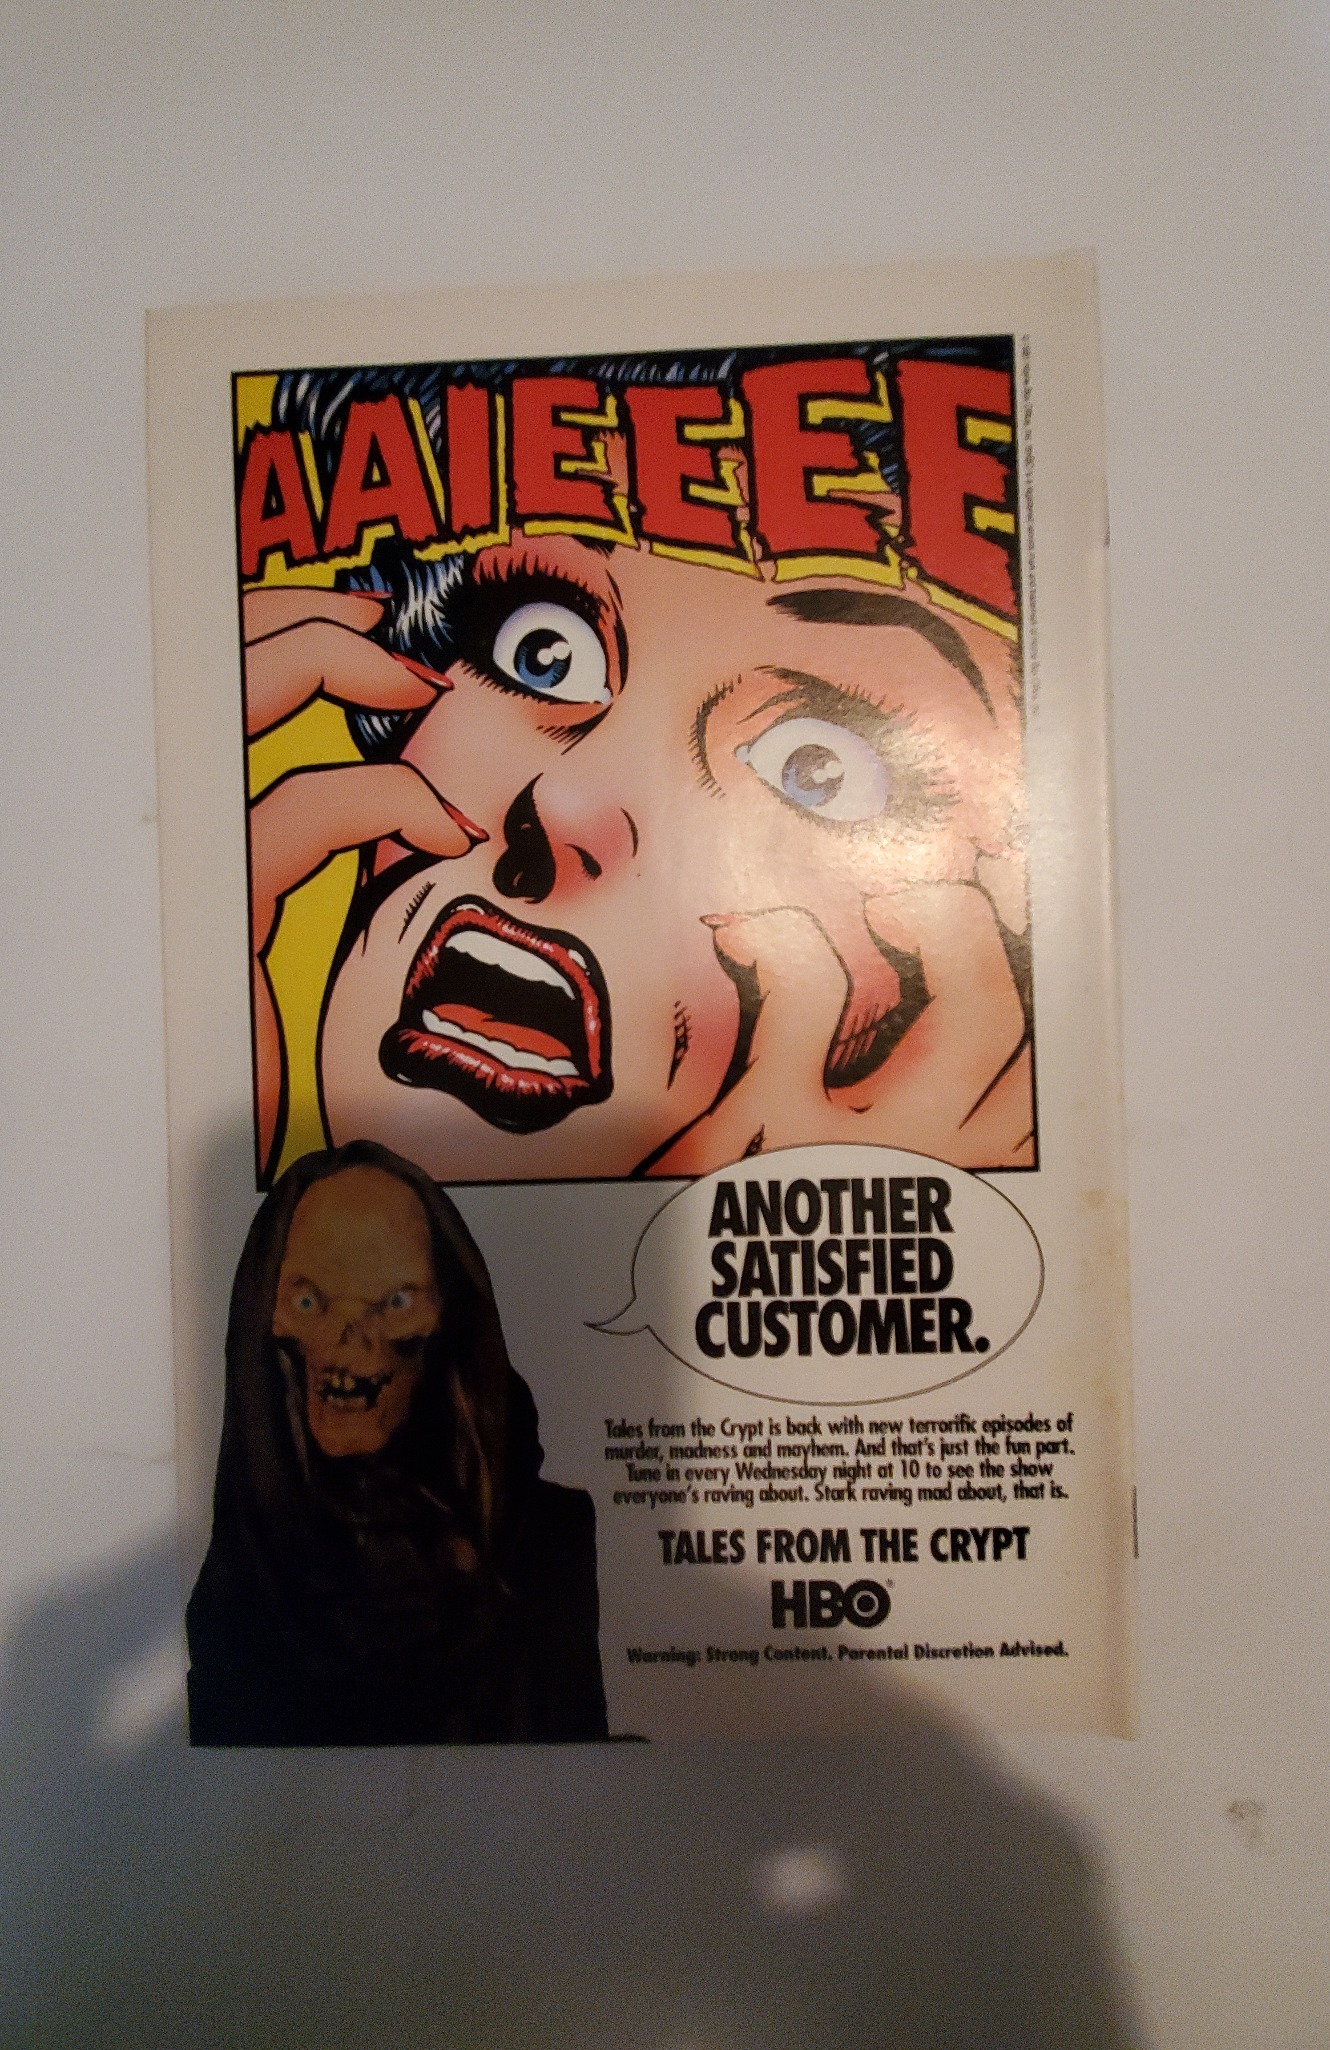 AAIEEEE
ANOTHER
SATISFIED
CUSTOMER.
Tales from the Crypt is back with new terrorific episodes of
murder, madness and mayhem. And that's just the fun part.
Tune in every Wednesday night at 10 to see the show
everyone's raving about. Stark raving mad about, that is.
TALES FROM THE CRYPT
HBO®
Warning: Strong Content. Parental Discretion Advised.